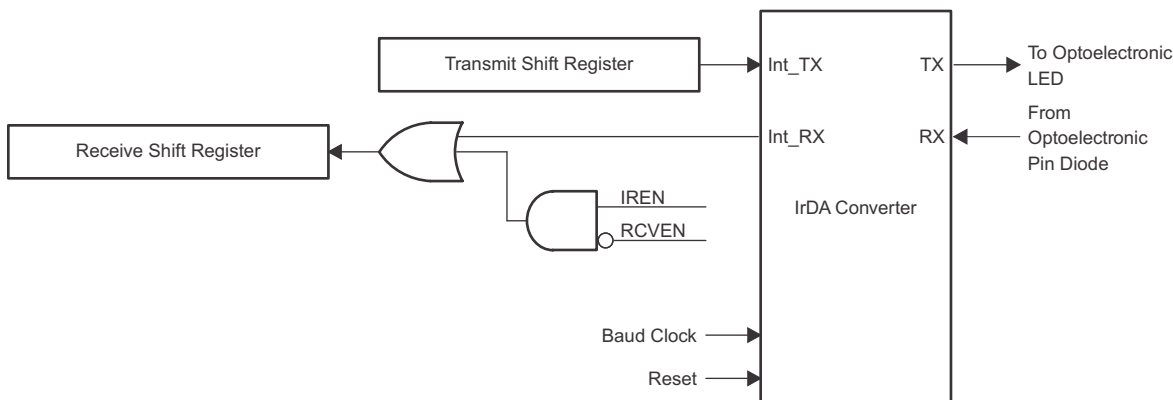 Transmit Shift Register
Int_TX
TX
To Optoelectronic
LED
Receive Shift Register
Int_RX
RX
From
Optoelectronic
Pin Diode
IREN
RCVEN
IrDA Converter
Baud Clock
Reset